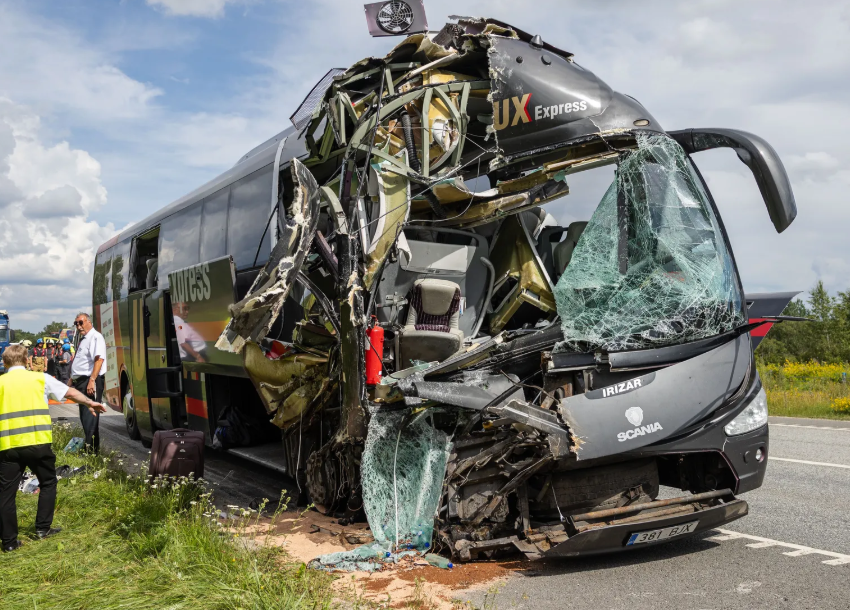 UX Express
xpress
IRIZAR
SCANIA
381 BJX